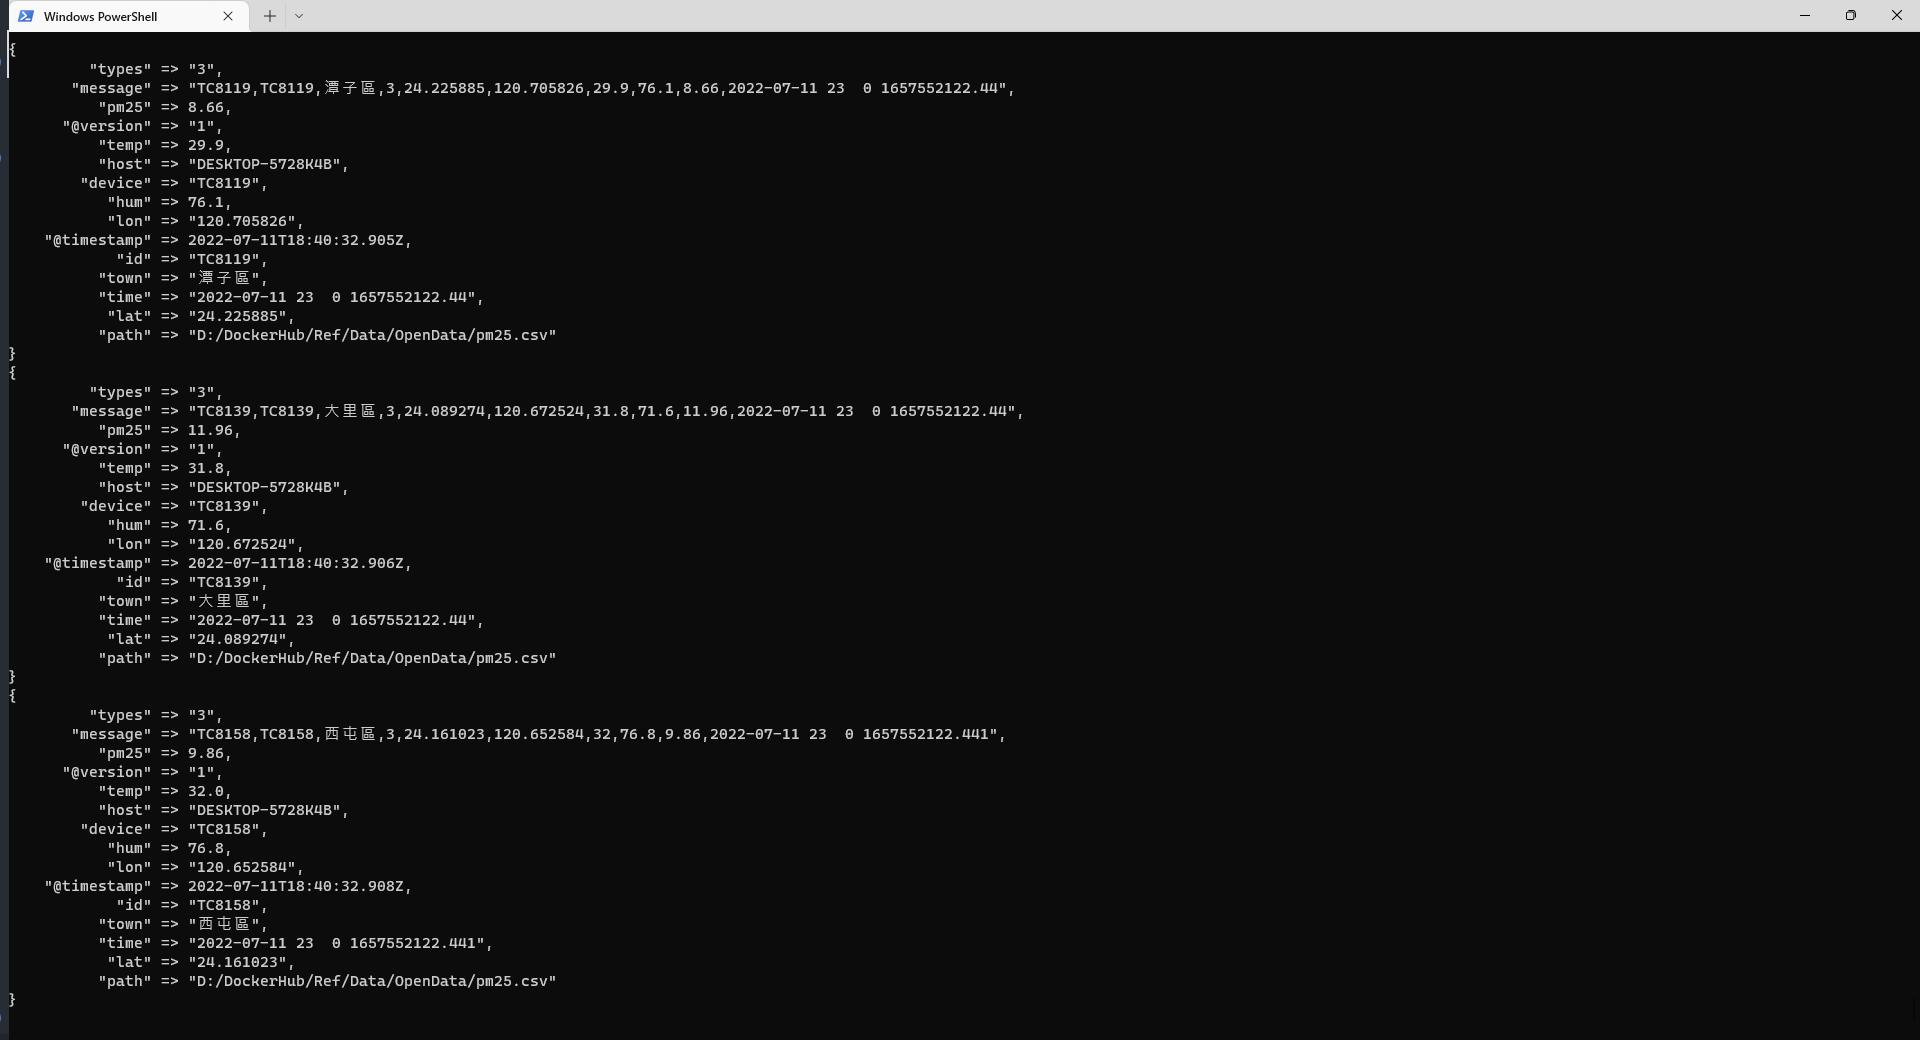 Windows PowerShell
{
"types" => "3",
"message" => "TC8119,TC8119,潭子區,3,24.225885,120.705826,29.9,76.1,8.66,2022-07-11 23  0 1657552122.44",
"pm25" => 8.66,
"@version" => "1",
"temp" => 29.9,
"host" => "DESKTOP-5728K4B",
"device" => "TC8119",
"hum" => 76.1,
"lon" => "120.705826",
"@timestamp" => 2022-07-11T18:40:32.905Z,
"id" => "TC8119",
"town" => "潭子區",
"time" => "2022-07-11 23  0 1657552122.44",
"lat" => "24.225885",
"path" => "D:/DockerHub/Ref/Data/OpenData/pm25.csv"
}
{
"types" => "3",
"message" => "TC8139,TC8139,大里區,3,24.089274,120.672524,31.8,71.6,11.96,2022-07-11 23  0 1657552122.44",
"pm25" => 11.96,
"@version" => "1",
"temp" => 31.8,
"host" => "DESKTOP-5728K4B",
"device" => "TC8139",
"hum" => 71.6,
"lon" => "120.672524",
"@timestamp" => 2022-07-11T18:40:32.906Z,
"id" => "TC8139",
"town" => "大里區",
"time" => "2022-07-11 23  0 1657552122.44",
"lat" => "24.089274",
"path" => "D:/DockerHub/Ref/Data/OpenData/pm25.csv"
}
{
"types" => "3",
"message" => "TC8158,TC8158,西屯區,3,24.161023,120.652584,32,76.8,9.86,2022-07-11 23  0 1657552122.441",
"pm25" => 9.86,
"@version" => "1",
"temp" => 32.0,
"host" => "DESKTOP-5728K4B",
"device" => "TC8158",
"hum" => 76.8,
"lon" => "120.652584",
"@timestamp" => 2022-07-11T18:40:32.908Z,
"id" => "TC8158",
"town" => "西屯區",
"time" => "2022-07-11 23  0 1657552122.441",
"lat" => "24.161023",
"path" => "D:/DockerHub/Ref/Data/OpenData/pm25.csv"
}